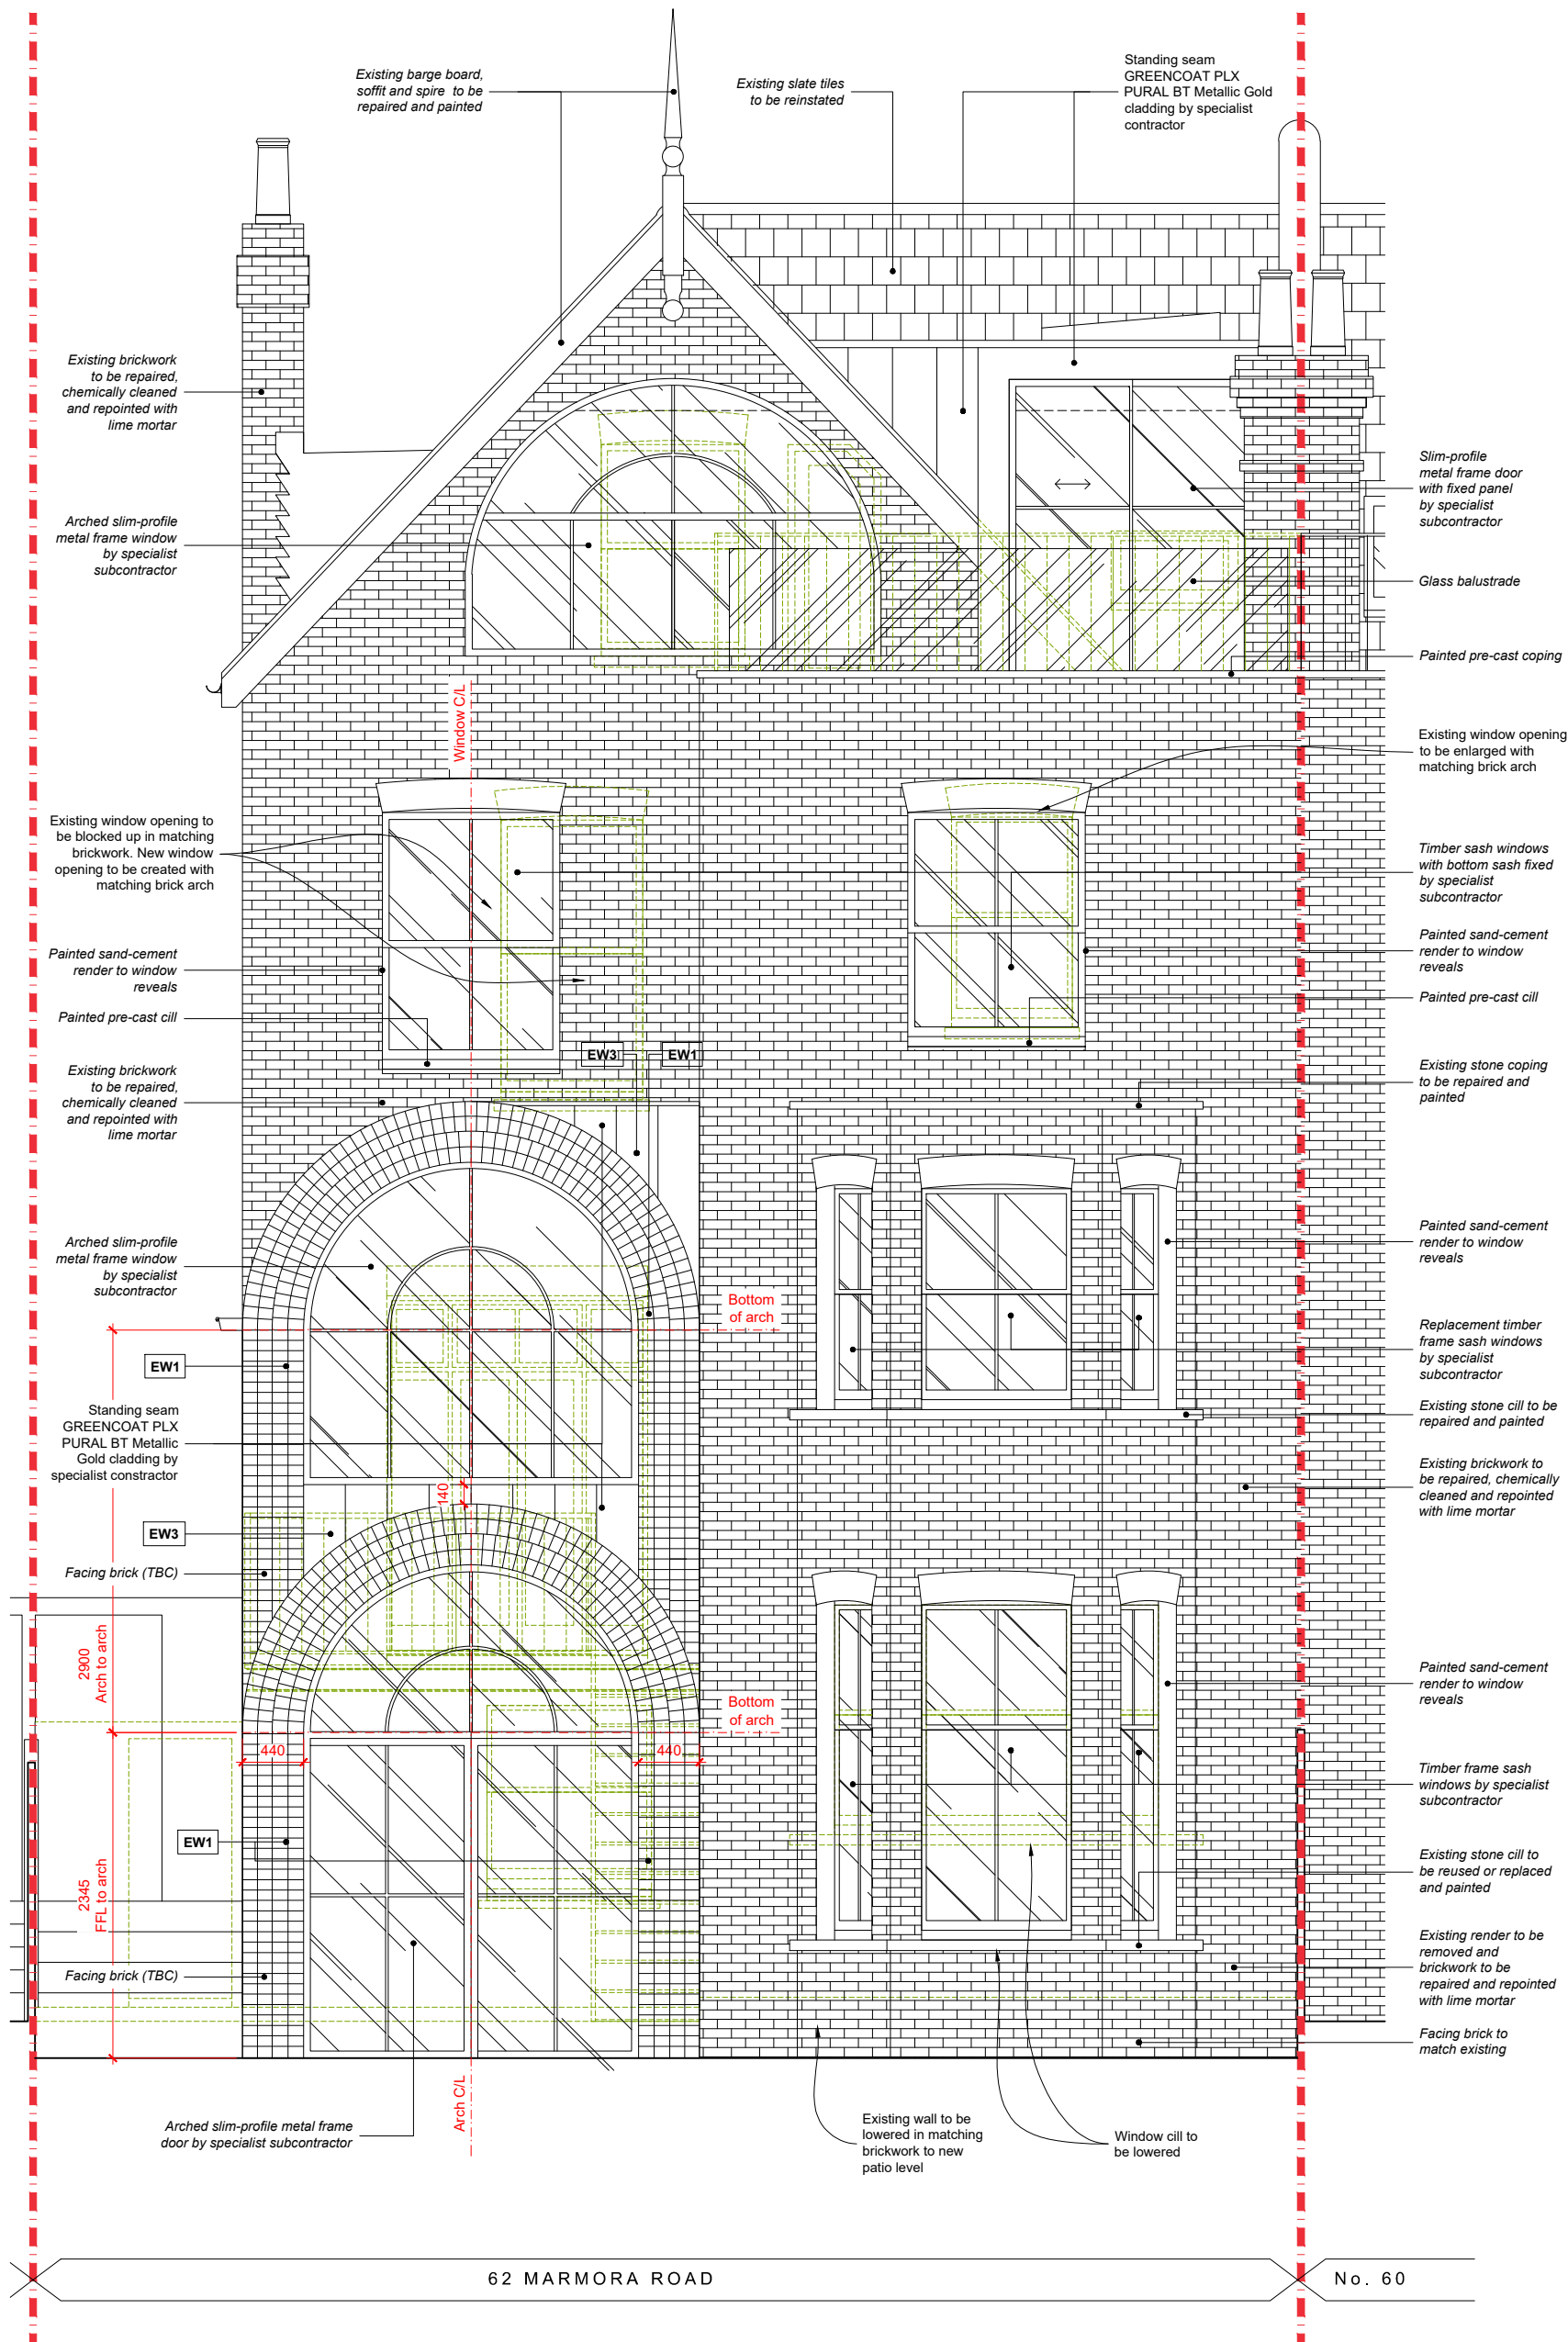 Existing barge board,
soffit and spire to be
repaired and painted
Existing slate tiles
to be reinstated
Standing seam
GREENCOAT PLX
PURAL BT Metallic Gold
cladding by specialist
contractor
Existing brickwork
to be repaired,
chemically cleaned
and repointed with
lime mortar
Arched slim-profile
metal frame window
by specialist
subcontractor
Slim-profile
metal frame door
with fixed panel
by specialist
subcontractor
Glass balustrade
Painted pre-cast coping
Window C/L
Existing window opening
to be enlarged with
matching brick arch
Existing window opening to
be blocked up in matching
brickwork. New window
opening to be created with
matching brick arch
Timber sash windows
with bottom sash fixed
by specialist
subcontractor
Painted sand-cement
render to window
reveals
Painted sand-cement
render to window
reveals
Painted pre-cast cill
Painted pre-cast cill
EW3
EW1
Existing brickwork
to be repaired,
chemically cleaned
and repointed with
lime mortar
Existing stone coping
to be repaired and
painted
Arched slim-profile
metal frame window
by specialist
subcontractor
Painted sand-cement
render to window
reveals
Bottom
of arch
EW1
Replacement timber
frame sash windows
by specialist
subcontractor
Standing seam
GREENCOAT PLX
PURAL BT Metallic
Gold cladding by
specialist constractor
Existing stone cill to be
repaired and painted
140
Existing brickwork to
be repaired, chemically
cleaned and repointed
with lime mortar
EW3
Facing brick (TBC)
2900
Arch to arch
Painted sand-cement
render to window
reveals
Bottom
of arch
440
440
Timber frame sash
windows by specialist
subcontractor
EW1
2345
FFL to arch
Existing stone cill to
be reused or replaced
and painted
Existing render to be
removed and
brickwork to be
repaired and repointed
with lime mortar
Facing brick (TBC)
Facing brick to
match existing
Arch C/L
Arched slim-profile metal frame
door by specialist subcontractor
Existing wall to be
lowered in matching
brickwork to new
patio level
Window cill to
be lowered
62 MARMORA ROAD
No. 60